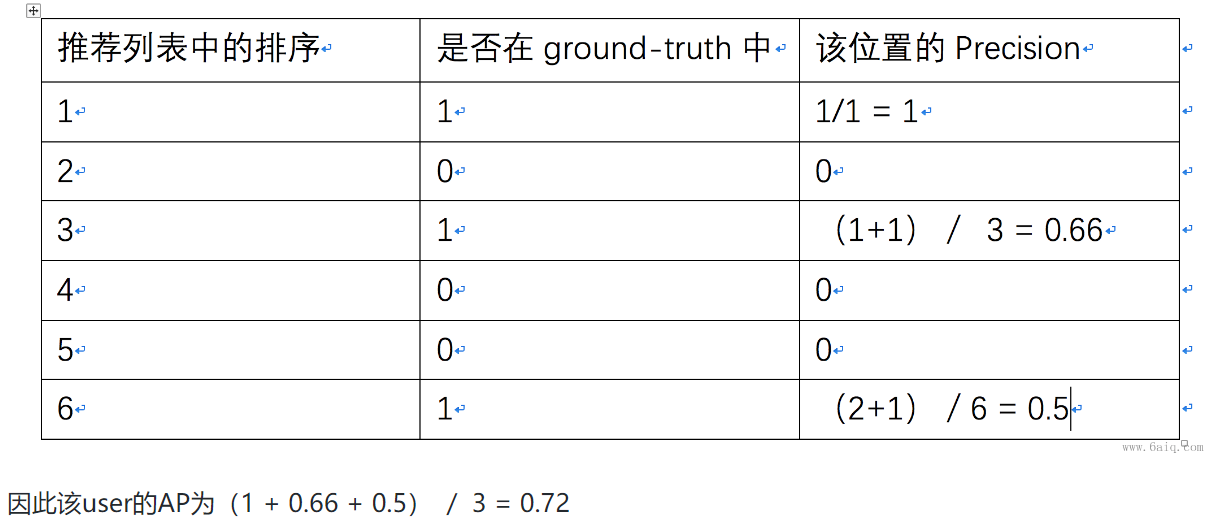 推荐列表中的排序 是否在 ground-truth 中 该位置的 Precision
1 1 1/1 = 1
2 0 0
3 1 （1+1） / 3 = 0.66
4 0 0
5 0 0
6 1 （2+1） / 6 = 0.5
www.6aiq.com
因此该user的AP为（1 + 0.66 + 0.5） / 3 = 0.72